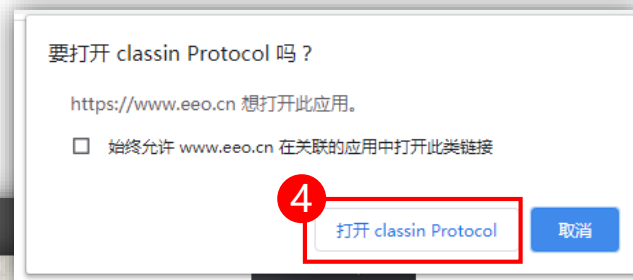 要打开 classin Protocol 吗？
https://www.eeo.cn 想打开此应用。
始终允许 www.eeo.cn 在关联的应用中打开此类链接
4
打开 classin Protocol
取消